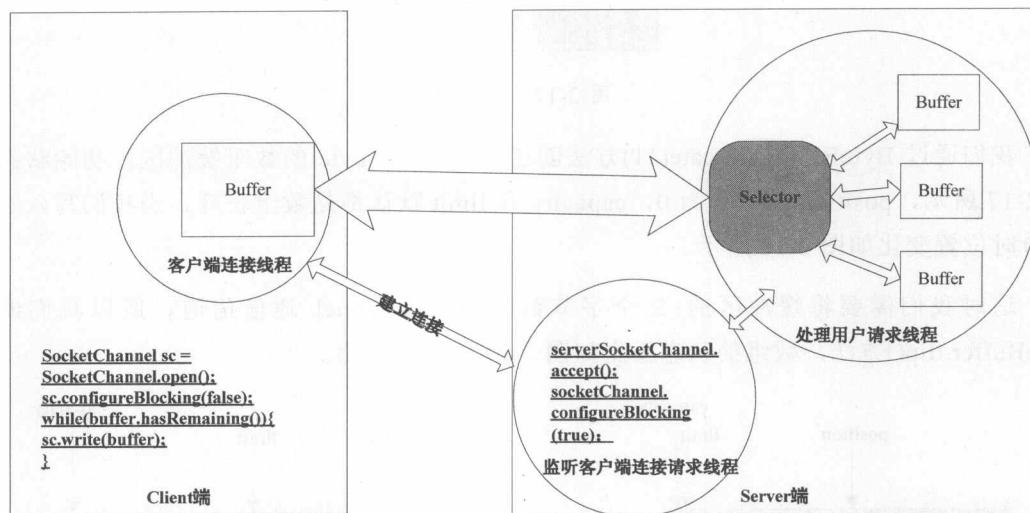 Buffer
客户端连接线程
建立连接
SocketChannel sc =
SocketChannel.open();
sc.configureBlocking(false);
while(buffer.hasRemaining()){
sc.write(buffer);
}
Client端
Selector
Buffer
Buffer
Buffer
处理用户请求线程
serverSocketChannel.
accept();
socketChannel.
configureBlocking
(true);
监听客户端连接请求线程
Server端